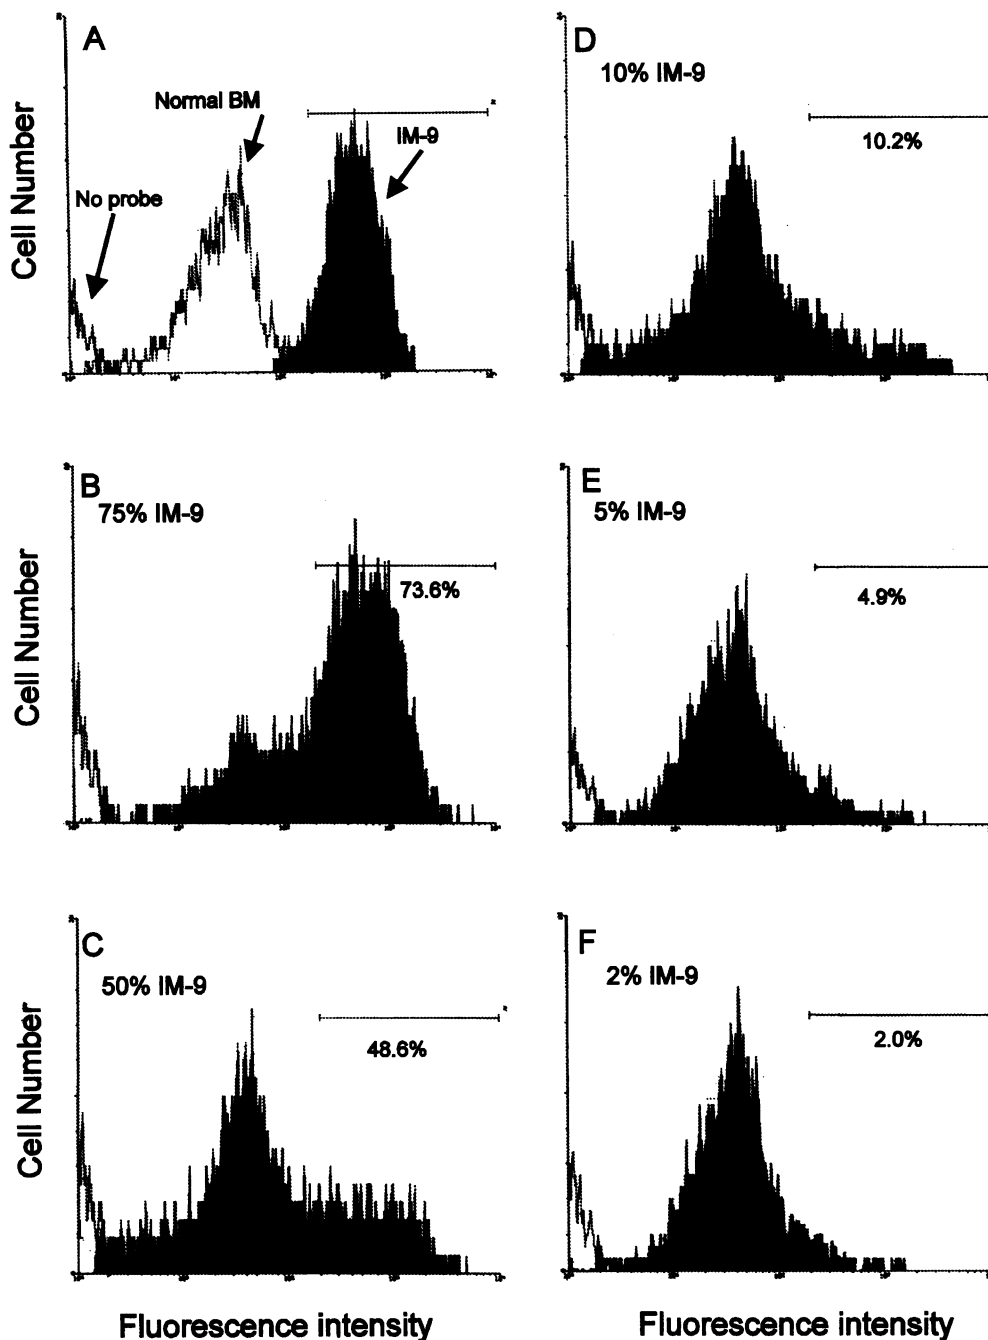 A
Normal BM
No probe
IM-9
Cell Number
B
75% IM-9
73.6%
Cell Number
C
50% IM-9
48.6%
Cell Number
Fluorescence intensity
D
10% IM-9
10.2%
E
5% IM-9
4.9%
F
2% IM-9
2.0%
Fluorescence intensity